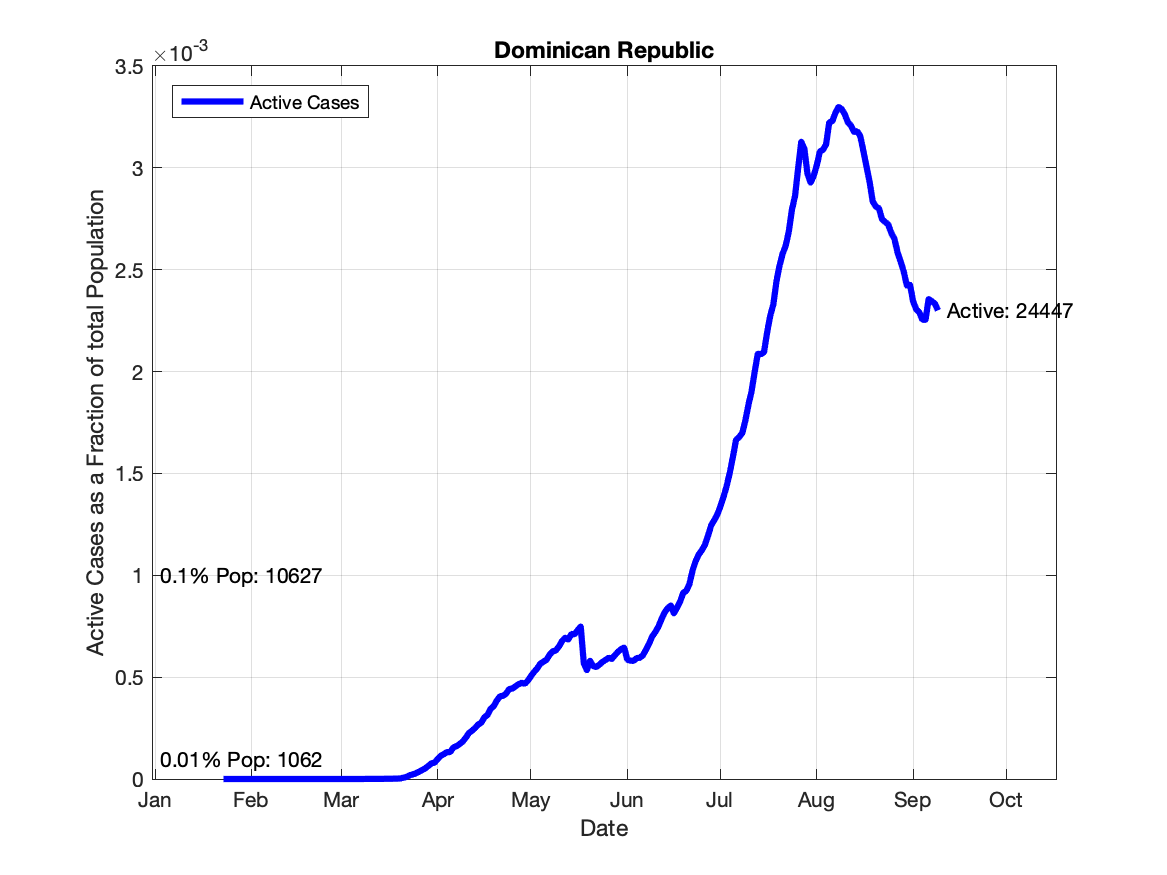 Dominican Republic
×10-3
3.5
3
2.5
2
1.5
1
0.5
0
Active Cases as a Fraction of total Population
Active Cases
Active: 24447
0.1% Pop: 10627
0.01% Pop: 1062
Jan Feb Mar Apr May Jun Jul Aug Sep Oct
Date